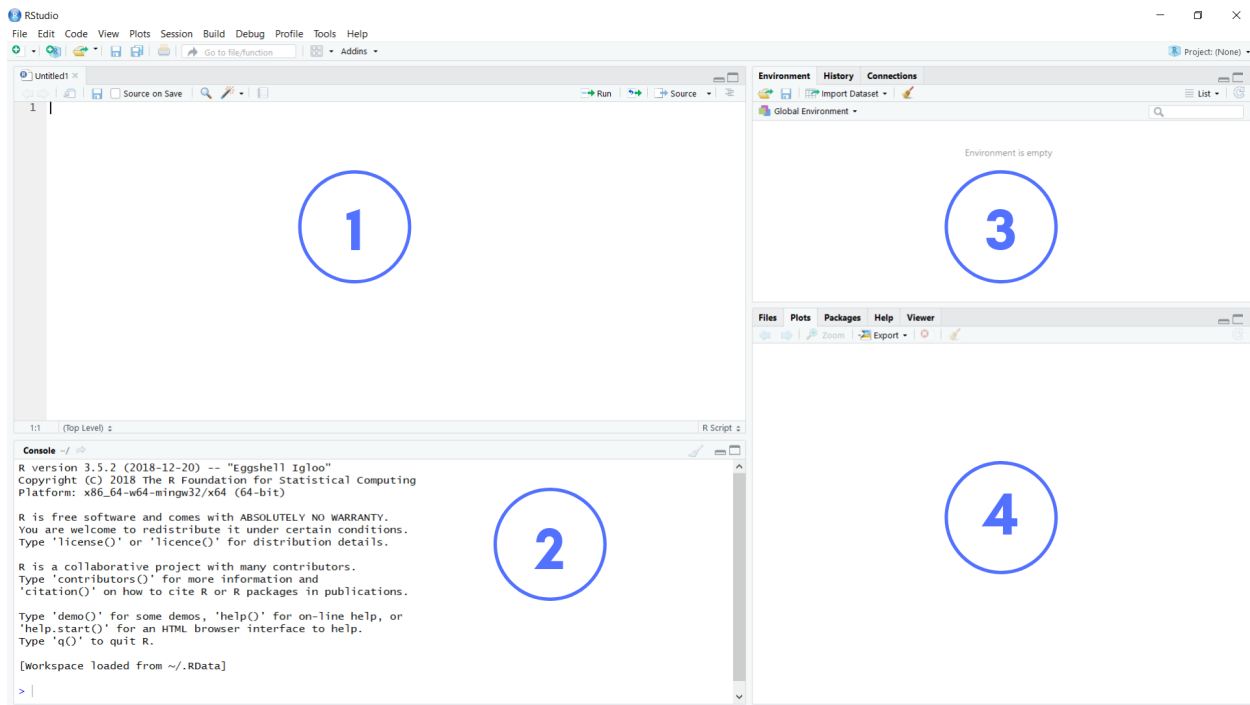 RStudio
File Edit Code View Plots Session Build Debug Profile Tools Help
Go to file/function Addins Project: (None)
Untitled1
Source on Save Run Source
1
1
1:1 (Top Level) R Script
Console ~/
R version 3.5.2 (2018-12-20) -- "Eggshell Igloo"
Copyright (C) 2018 The R Foundation for Statistical Computing
Platform: x86_64-w64-mingw32/x64 (64-bit)
R is free software and comes with ABSOLUTELY NO WARRANTY.
You are welcome to redistribute it under certain conditions.
Type 'license()' or 'licence()' for distribution details.
R is a collaborative project with many contributors.
Type 'contributors()' for more information and
'citation()' on how to cite R or R packages in publications.
Type 'demo()' for some demos, 'help()' for on-line help, or
'help.start()' for an HTML browser interface to help.
Type 'q()' to quit R.
[Workspace loaded from ~/.RData]
>
2
Environment History Connections
Import Dataset List
Global Environment
Environment is empty
3
Files Plots Packages Help Viewer
Zoom Export
4